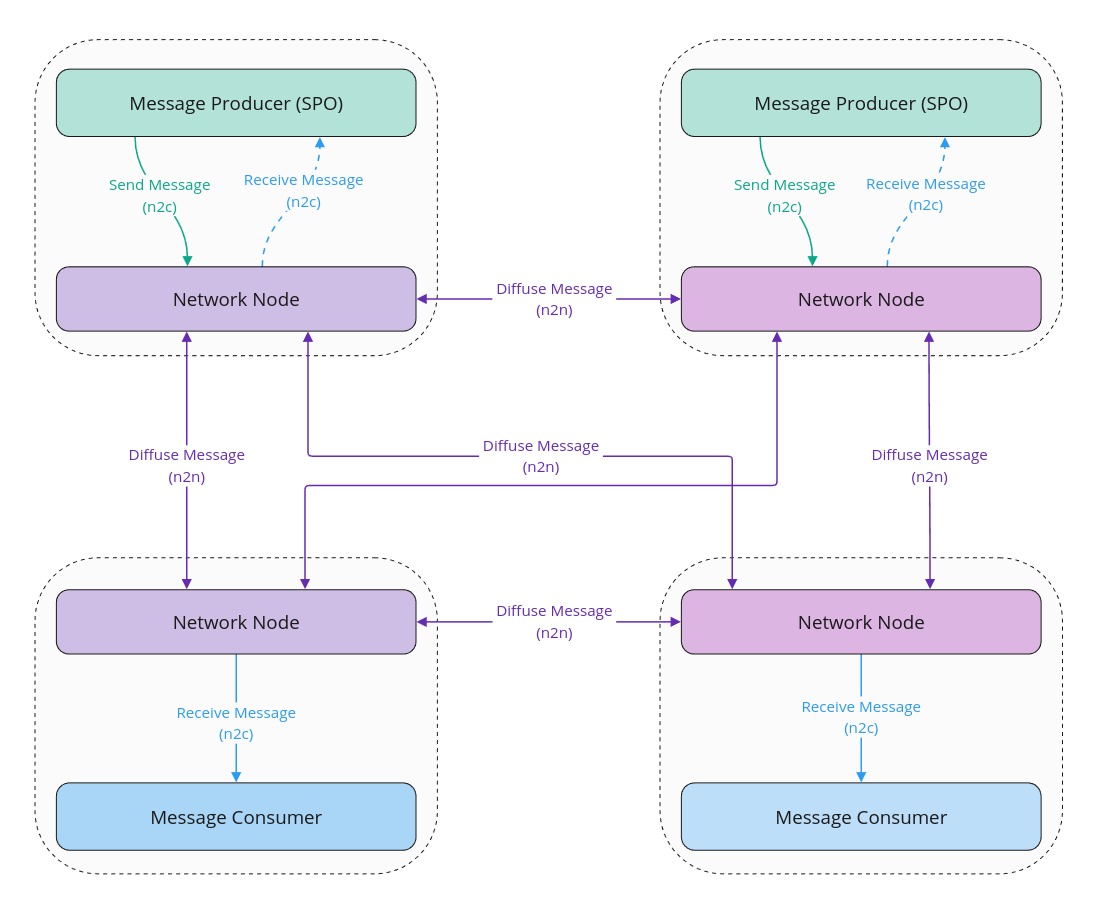 Message Producer (SPO)
Message Producer (SPO)
Send Message
(n2c)
Receive Message
(n2c)
Send Message
(n2c)
Receive Message
(n2c)
Network Node
Diffuse Message
(n2n)
Network Node
Diffuse Message
(n2n)
Diffuse Message
(n2n)
Diffuse Message
(n2n)
Network Node
Diffuse Message
(n2n)
Network Node
Receive Message
(n2c)
Receive Message
(n2c)
Message Consumer
Message Consumer